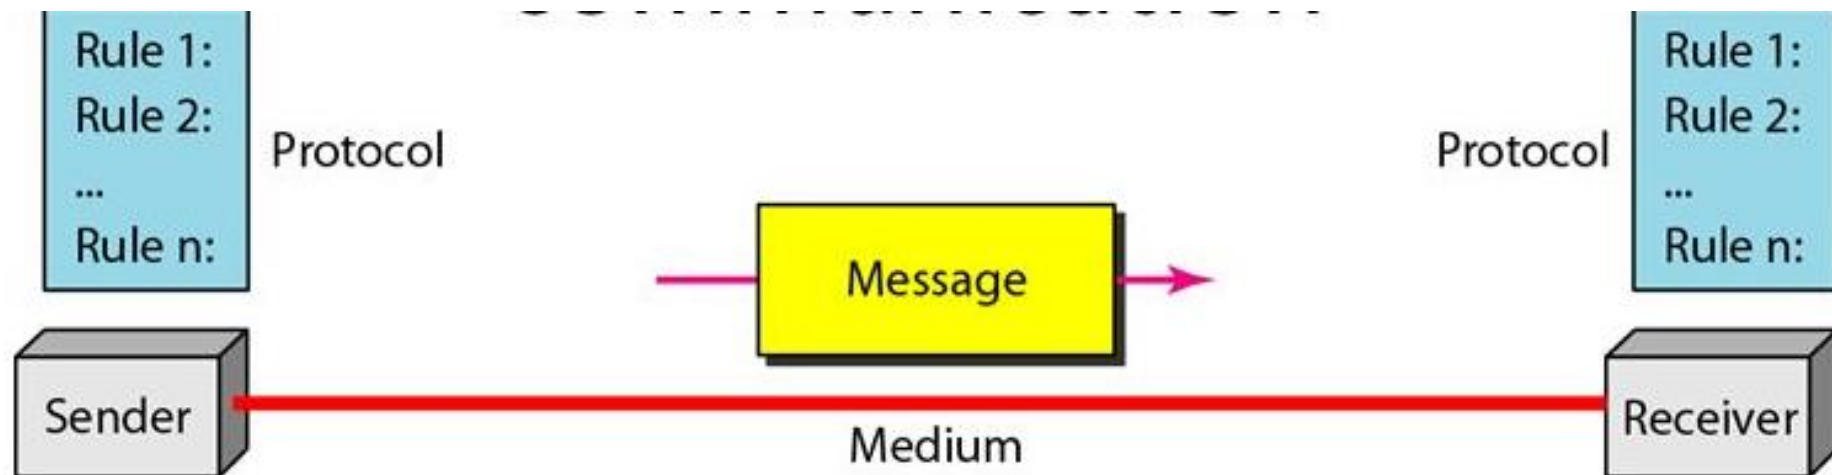 Rule 1:
Rule 2:
...
Rule n:
Protocol
Protocol
Rule 1:
Rule 2:
...
Rule n:
Message
Sender
Medium
Receiver